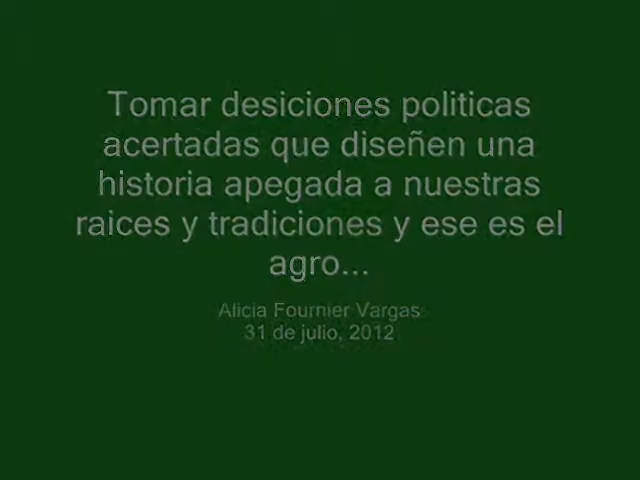 Tomar desiciones politicas
acertadas que diseñen una
historia apegada a nuestras
raices y tradiciones y ese es el
agro...
Alicia Fournier Vargas
31 de julio, 2012